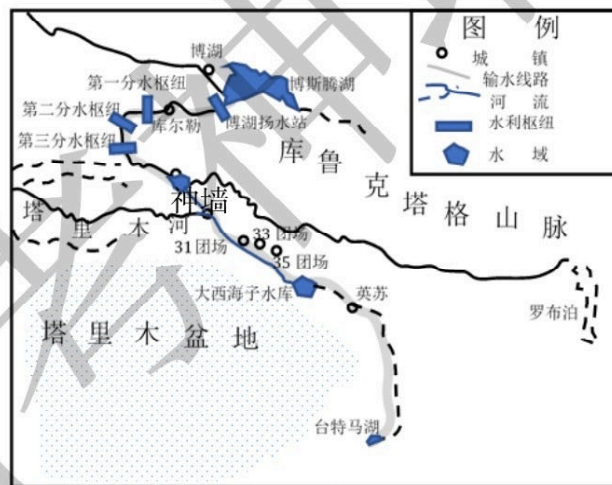 图 例
城 镇
输水线路
河 流
水利枢纽
水 域
博湖
博斯腾湖
第一分水枢纽
第二分水枢纽
库尔勒
博湖扬水站
第三分水枢纽
库 鲁 克 塔 格 山 脉
神墙
塔 里 木 河
31 团场
33 团场
35 团场
大西海子水库
英苏
罗布泊
塔 里 木 盆 地
台特马湖